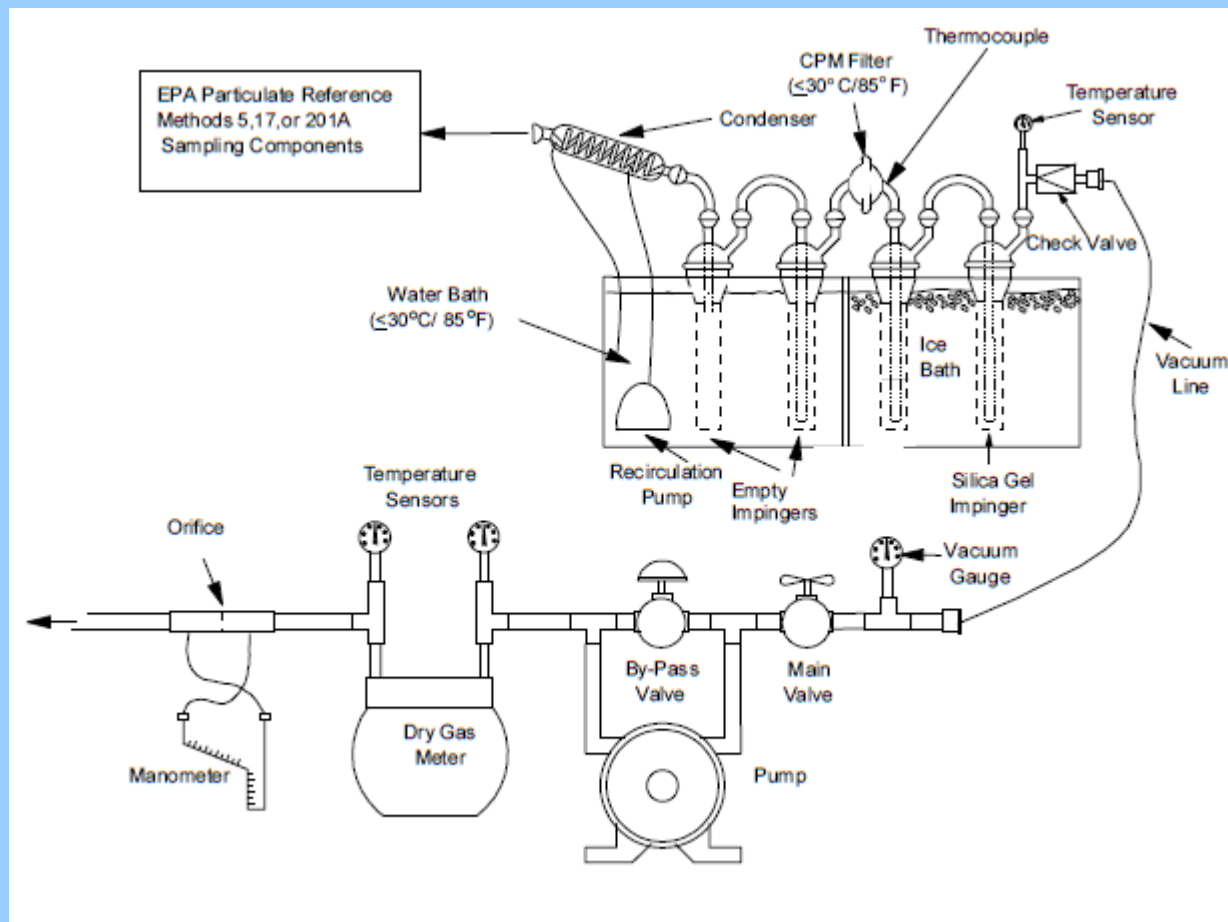 EPA Particulate Reference
Methods 5,17,or 201A
Sampling Components
Condenser
CPM Filter
(≤30°C/85°F)
Thermocouple
Temperature
Sensor
Check Valve
Water Bath
(≤30°C/ 85°F)
Ice
Bath
Vacuum
Line
Recirculation
Pump
Empty
Impingers
Silica Gel
Impinger
Temperature
Sensors
Orifice
Vacuum
Gauge
By-Pass
Valve
Main
Valve
Dry Gas
Meter
Manometer
Pump